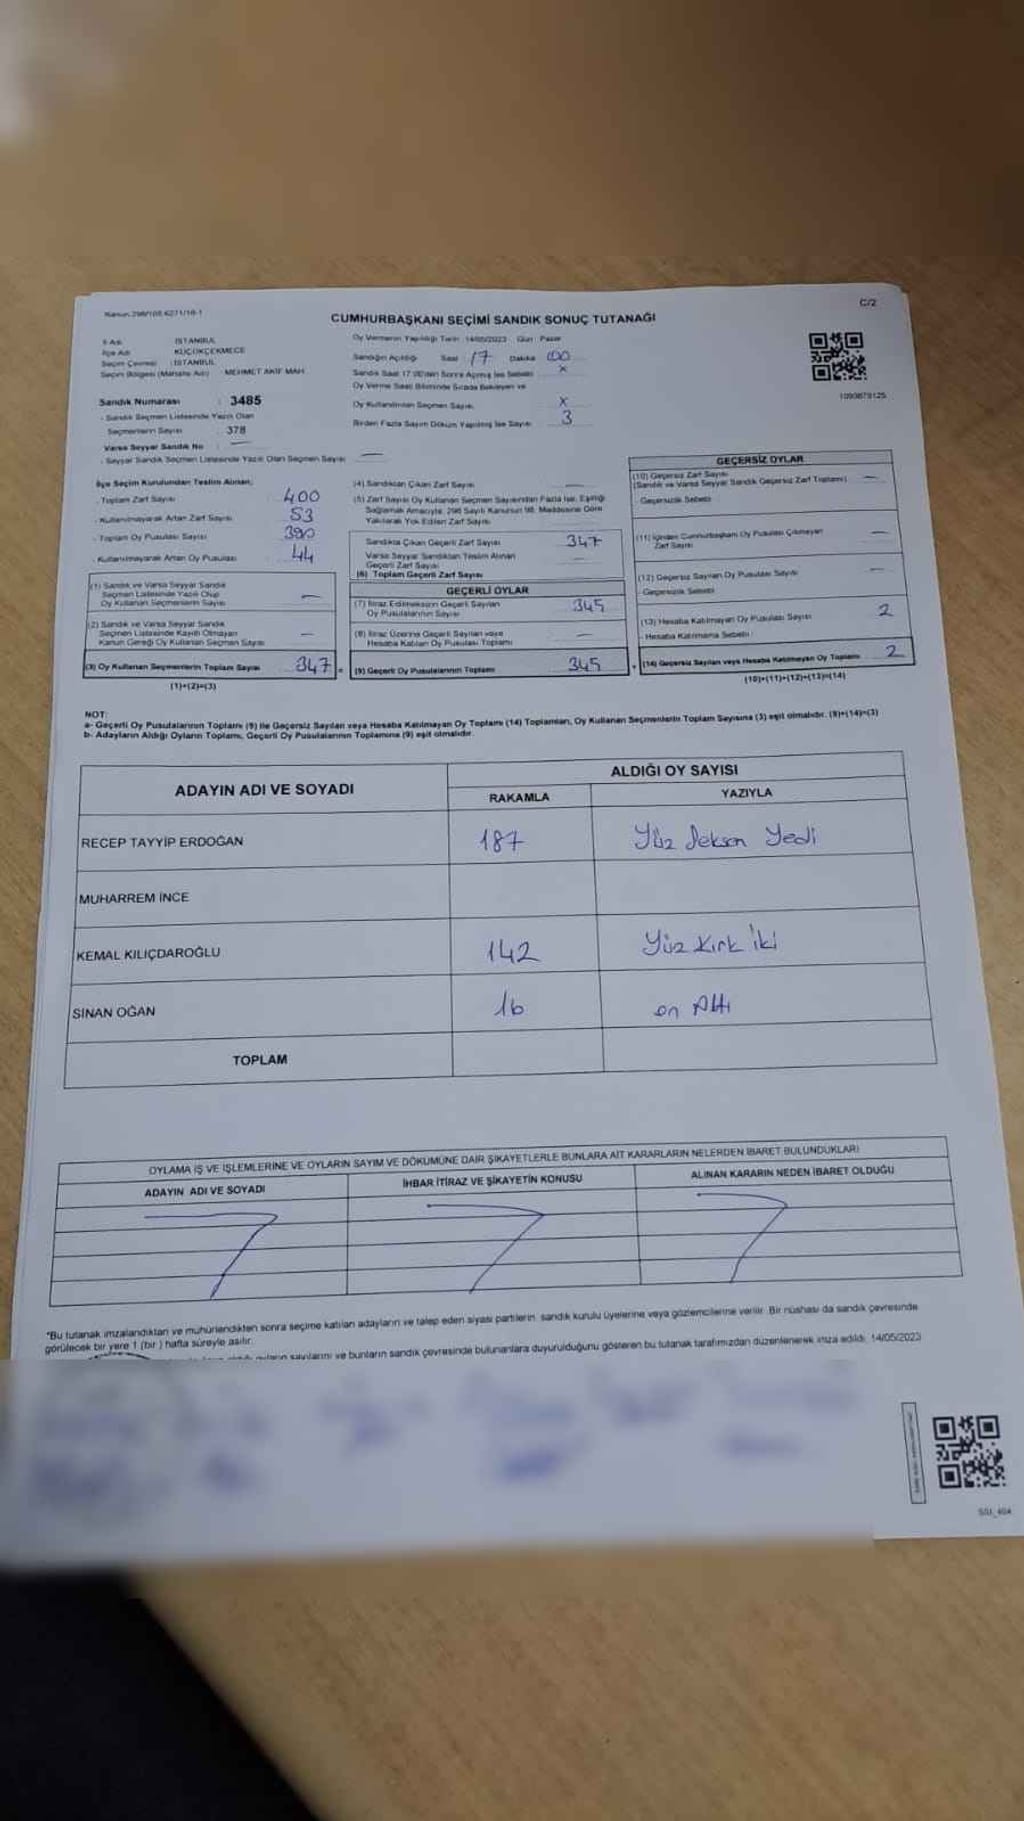 Kanun 298/105 6271/18-1
C/2
CUMHURBAŞKANI SEÇİMİ SANDIK SONUÇ TUTANAĞI
İl Adı : İSTANBUL
İlçe Adı : KÜÇÜKÇEKMECE
Seçim Çevresi : İSTANBUL
Seçim Bölgesi (Mahalle Adı) : MEHMET AKİF MAH
Sandık Numarası : 3485
- Sandık Seçmen Listesinde Yazılı Olan
Seçmenlerin Sayısı : 378
Varsa Seyyar Sandık No : —
- Seyyar Sandık Seçmen Listesinde Yazılı Olan Seçmen Sayısı —
Oy Vermenin Yapıldığı Tarih 14/05/2023 Gün Pazar
Sandığın Açıldığı Saat 17 Dakika 00
Sandık Saat 17.00'den Sonra Açılmış İse Sebebi x
Oy Verme Saati Bitiminde Sırada Bekleyen ve
Oy Kullandırılan Seçmen Sayısı x
Birden Fazla Sayım Döküm Yapılmış İse Sayısı 3
1090879125
İlçe Seçim Kurulundan Teslim Alınan;
- Toplam Zarf Sayısı 400
- Kullanılmayarak Artan Zarf Sayısı 53
- Toplam Oy Pusulası Sayısı 390
- Kullanılmayarak Artan Oy Pusulası 44
(1) Sandık ve Varsa Seyyar Sandık
Seçmen Listesinde Yazılı Olup
Oy Kullanan Seçmenlerin Sayısı —
(2) Sandık ve Varsa Seyyar Sandık
Seçmen Listesinde Kayıtlı Olmayan
Kanun Gereği Oy Kullanan Seçmen Sayısı —
(3) Oy Kullanan Seçmenlerin Toplam Sayısı 347 =
(1)+(2)=(3)
(4) Sandıktan Çıkan Zarf Sayısı —
(5) Zarf Sayısı Oy Kullanan Seçmen Sayısından Fazla İse, Eşitliği
Sağlamak Amacıyla, 298 Sayılı Kanunun 98. Maddesine Göre
Yakılarak Yok Edilen Zarf Sayısı
Sandıkta Çıkan Geçerli Zarf Sayısı 347
Varsa Seyyar Sandıktan Teslim Alınan
Geçerli Zarf Sayısı —
(6) Toplam Geçerli Zarf Sayısı
GEÇERLİ OYLAR
(7) İtiraz Edilmeksizin Geçerli Sayılan
Oy Pusulalarının Sayısı 345
(8) İtiraz Üzerine Geçerli Sayılan veya
Hesaba Katılan Oy Pusulası Toplamı —
(9) Geçerli Oy Pusulalarının Toplamı 345 +
GEÇERSİZ OYLAR
(10) Geçersiz Zarf Sayısı
(Sandık ve Varsa Seyyar Sandık Geçersiz Zarf Toplamı) —
Geçersizlik Sebebi
(11) İçinden Cumhurbaşkanı Oy Pusulası Çıkmayan
Zarf Sayısı —
(12) Geçersiz Sayılan Oy Pusulası Sayısı —
Geçersizlik Sebebi
(13) Hesaba Katılmayan Oy Pusulası Sayısı 2
Hesaba Katılmama Sebebi
(14) Geçersiz Sayılan veya Hesaba Katılmayan Oy Toplamı 2
(10)+(11)+(12)+(13)=(14)
NOT:
a- Geçerli Oy Pusulalarının Toplamı (9) ile Geçersiz Sayılan veya Hesaba Katılmayan Oy Toplamı (14) Toplamları, Oy Kullanan Seçmenlerin Toplam Sayısına (3) eşit olmalıdır. (9)+(14)=(3)
b- Adayların Aldığı Oyların Toplamı, Geçerli Oy Pusulalarının Toplamına (9) eşit olmalıdır.
ADAYIN ADI VE SOYADI
ALDIĞI OY SAYISI
RAKAMLA YAZIYLA
RECEP TAYYİP ERDOĞAN 187 Yüz Seksen Yedi
MUHARREM İNCE
KEMAL KILIÇDAROĞLU 142 Yüz Kırk İki
SİNAN OĞAN 16 on Altı
TOPLAM
OYLAMA İŞ VE İŞLEMLERİNE VE OYLARIN SAYIM VE DÖKÜMÜNE DAİR ŞİKAYETLERLE BUNLARA AİT KARARLARIN NELERDEN İBARET BULUNDUKLARI
ADAYIN ADI VE SOYADI İHBAR İTİRAZ VE ŞİKAYETİN KONUSU ALINAN KARARIN NEDEN İBARET OLDUĞU
*Bu tutanak imzalandıktan ve mühürlendikten sonra seçime katılan adayların ve talep eden siyasi partilerin, sandık kurulu üyelerine veya gözlemcilerine verilir. Bir nüshası da sandık çevresinde
görülecek bir yere 1 (bir ) hafta süreyle asılır.
oyların sayılarını ve bunların sandık çevresinde bulunanlara duyurulduğunu gösteren bu tutanak tarafımızdan düzenlenerek imza edildi. 14/05/2023